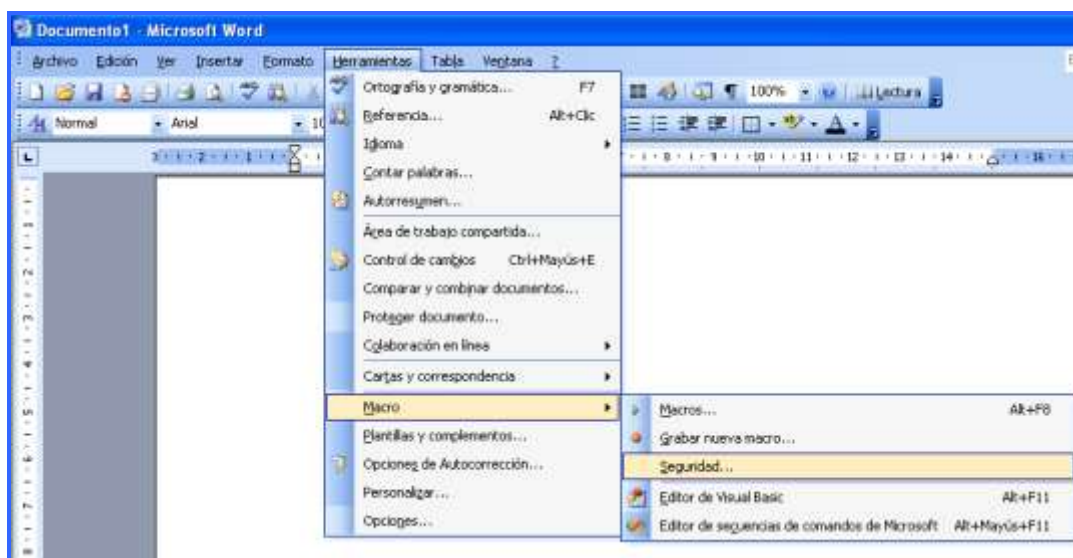 Documento1 - Microsoft Word
Archivo Edición Ver Insertar Formato Herramientas Tabla Ventana ?
100% Lectura
Normal Arial 10
Ortografía y gramática... F7
Referencia... Alt+Clic
Idioma
Contar palabras...
Autorresumen...
Área de trabajo compartida...
Control de cambios Ctrl+Mayús+E
Comparar y combinar documentos...
Proteger documento...
Colaboración en línea
Cartas y correspondencia
Macro
Plantillas y complementos...
Opciones de Autocorrección...
Personalizar...
Opciones...
Macros... Alt+F8
Grabar nueva macro...
Seguridad...
Editor de Visual Basic Alt+F11
Editor de secuencias de comandos de Microsoft Alt+Mayús+F11